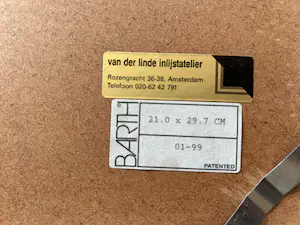 van der linde inlijstatelier
Rozengracht 36-38, Amsterdam
Telefoon 020-62 42 791
BARTH
21.0 x 29.7 CM
01-99
PATENTED